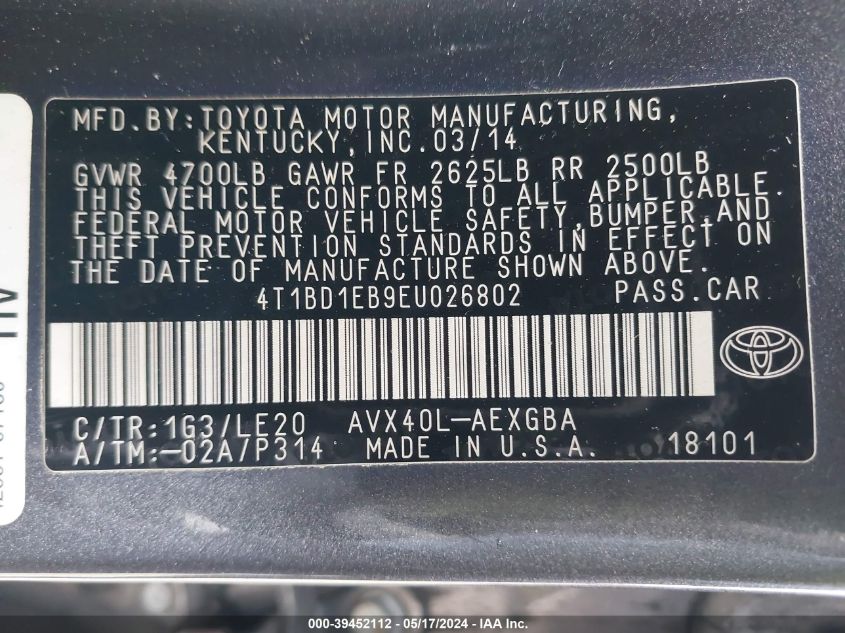 MFD.BY:TOYOTA MOTOR MANUFACTURING,
KENTUCKY,INC.03/14
GVWR 4700LB GAWR FR 2625LB RR 2500LB
THIS VEHICLE CONFORMS TO ALL APPLICABLE.
FEDERAL MOTOR VEHICLE SAFETY,BUMPER,AND
THEFT PREVENTION STANDARDS IN EFFECT ON
THE DATE OF MANUFACTURE SHOWN ABOVE.
4T1BD1EB9EU026802 PASS.CAR
C/TR:1G3/LE20 AVX40L-AEXGBA
A/TM:-02A/P314 MADE IN U.S.A. 18101
000-39452112 - 05/17/2024 - IAA Inc.